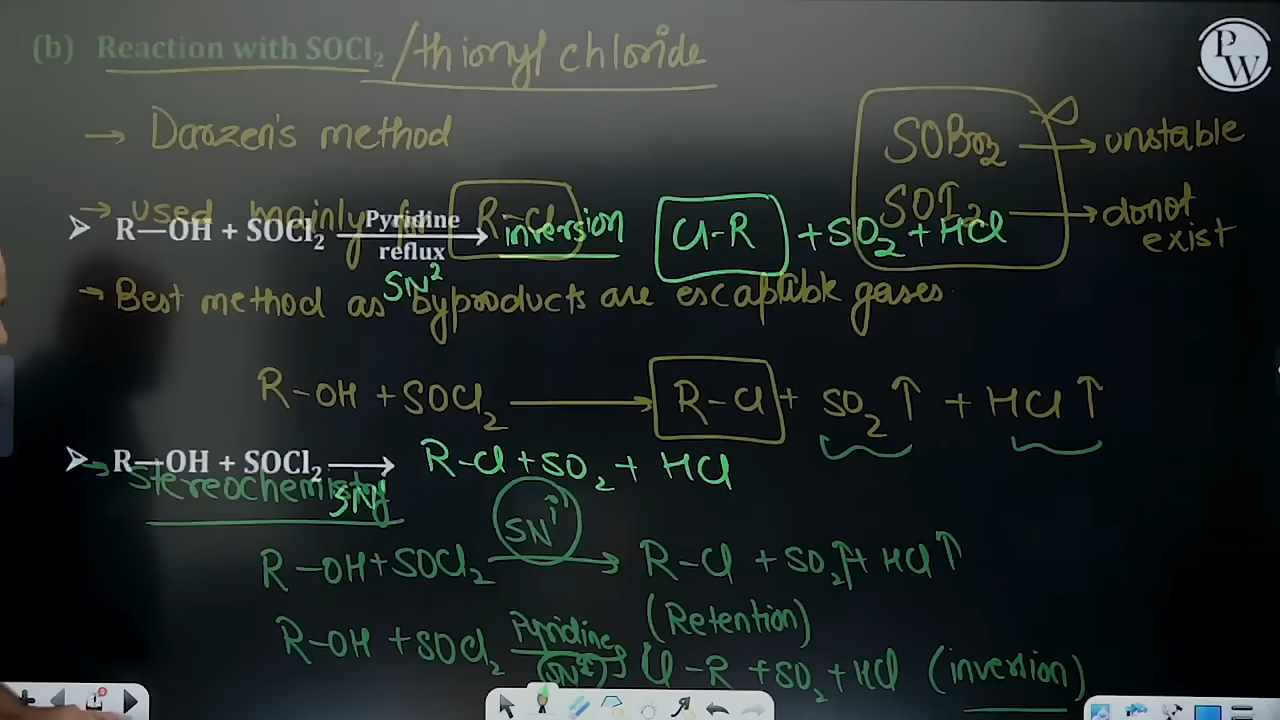 (b) Reaction with SOCl₂ /thionyl chloride
PW
→ Darzen's method
SOBr₂ → unstable
→ used mainly for R-Cl
SOI₂ → donot exist
➤ R—OH + SOCl₂ Pyridine reflux → inversion Cl-R + SO₂ + HCl
SN²
→ Best method as byproducts are escapable gases
R-OH + SOCl₂ → R-Cl + SO₂↑ + HCl↑
➤ R—OH + SOCl₂ → R-Cl + SO₂ + HCl
SNⁱ
→ Stereochemistry
R-OH+SOCl₂ SNⁱ → R-Cl + SO₂↑ + HCl↑
(Retention)
R-OH + SOCl₂ Pyridine (SN²) → Cl-R + SO₂ + HCl (inversion)